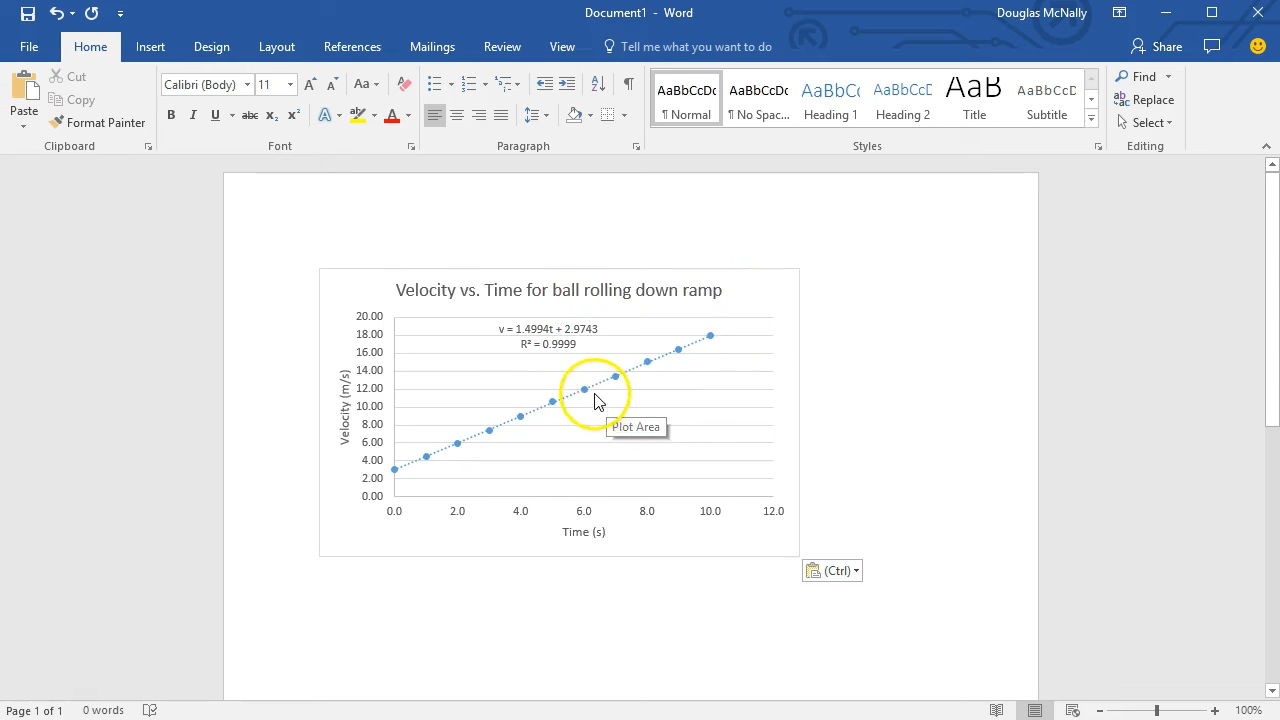 Document1 - Word
Douglas McNally
File Home Insert Design Layout References Mailings Review View Tell me what you want to do Share
Paste
Cut
Copy
Format Painter
Clipboard
Calibri (Body) 11
Aa
B I U abc x₂ x²
A A
Font
Paragraph
AaBbCcDc AaBbCcDc AaBbCc AaBbCcD AaB AaBbCcD
¶ Normal ¶ No Spac... Heading 1 Heading 2 Title Subtitle
Styles
Find
Replace
Select
Editing
Velocity vs. Time for ball rolling down ramp
v = 1.4994t + 2.9743
R² = 0.9999
Velocity (m/s)
20.00
18.00
16.00
14.00
12.00
10.00
8.00
6.00
4.00
2.00
0.00
0.0 2.0 4.0 6.0 8.0 10.0 12.0
Time (s)
Plot Area
(Ctrl)
Page 1 of 1 0 words 100%